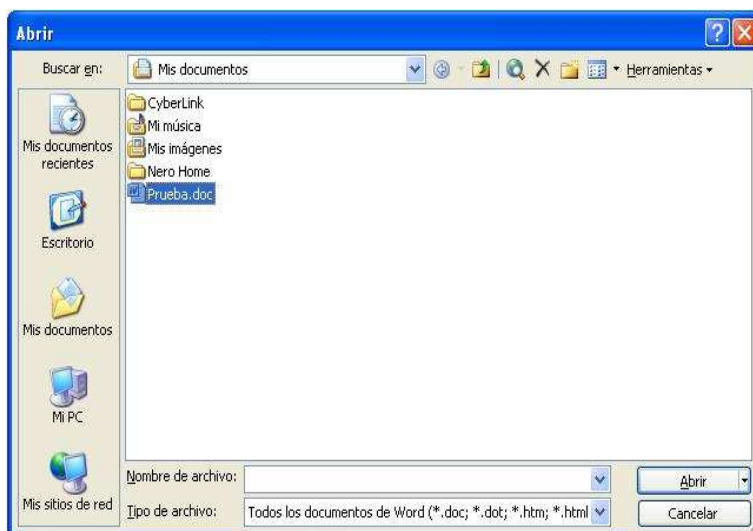 Abrir
Buscar en: Mis documentos Herramientas
CyberLink
Mi música
Mis imágenes
Nero Home
Prueba.doc
Mis documentos
recientes
Escritorio
Mis documentos
Mi PC
Mis sitios de red
Nombre de archivo: Abrir
Tipo de archivo: Todos los documentos de Word (*.doc; *.dot; *.htm; *.html Cancelar